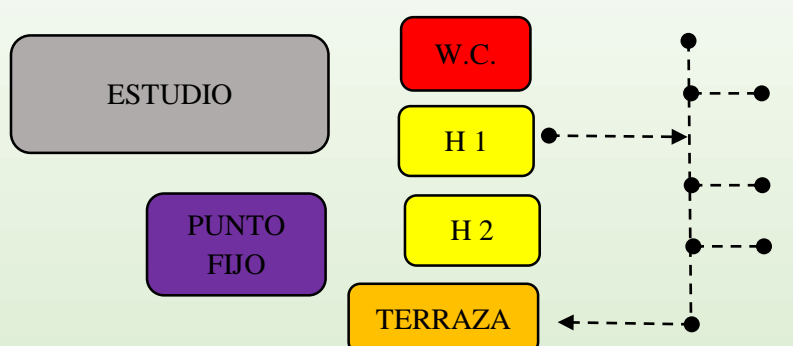 ESTUDIO
W.C.
H 1
PUNTO
FIJO
H 2
TERRAZA